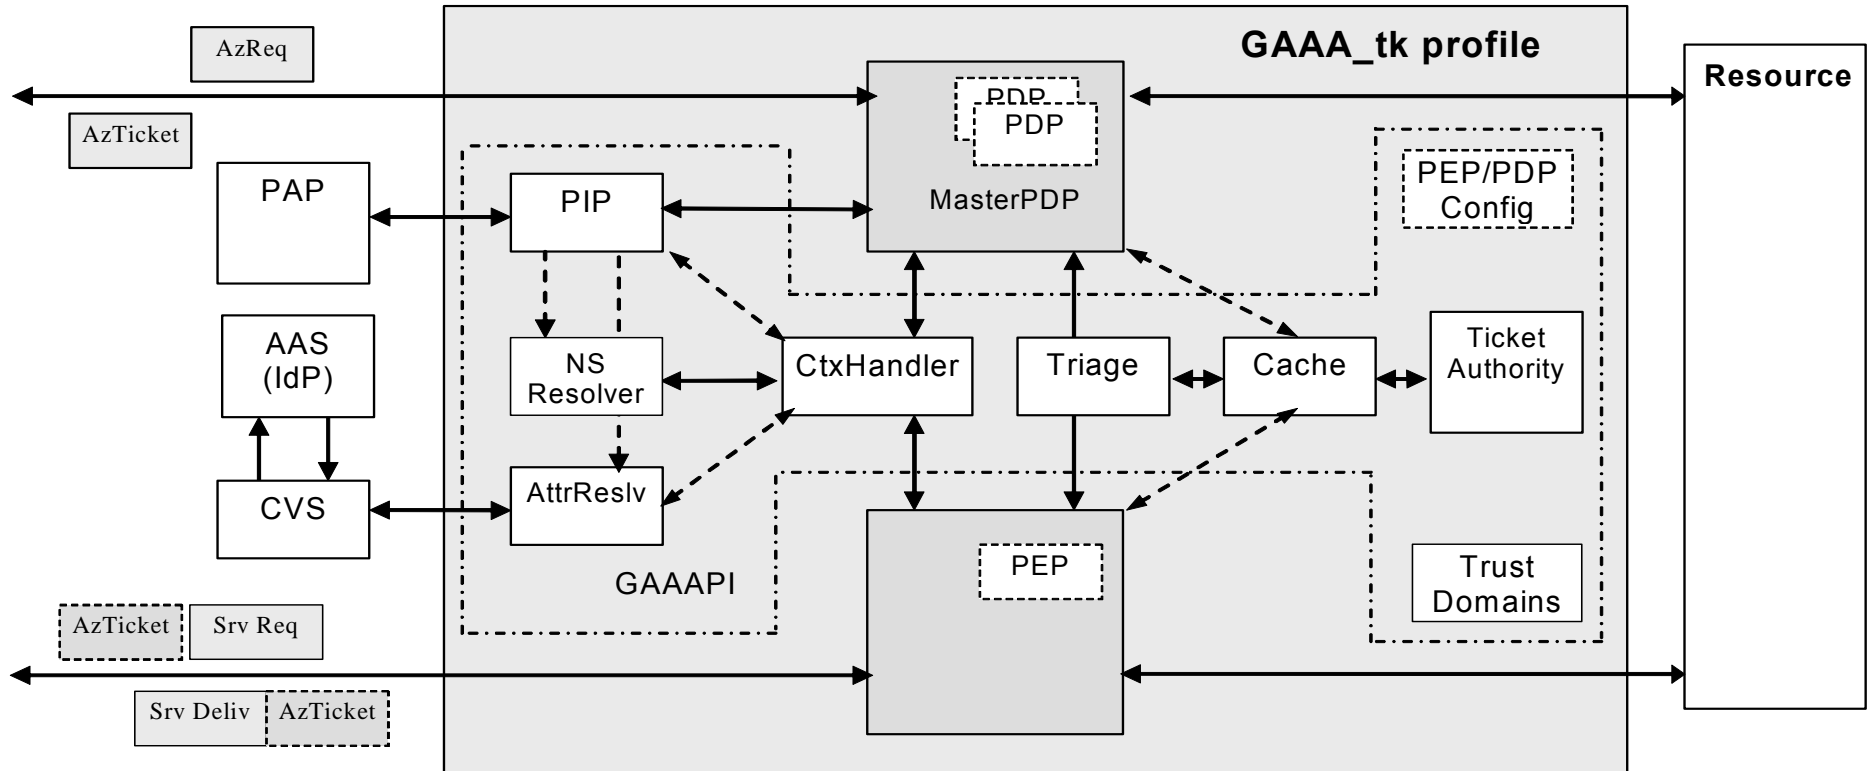 AzReq
GAAA_tk profile
Resource
PDP
PDP
AzTicket
MasterPDP
PEP/PDP
Config
PAP
PIP
AAS
(IdP)
NS
Resolver
CtxHandler
Triage
Cache
Ticket
Authority
CVS
AttrReslv
GAAAPI
PEP
Trust
Domains
AzTicket
Srv Req
Srv Deliv
AzTicket